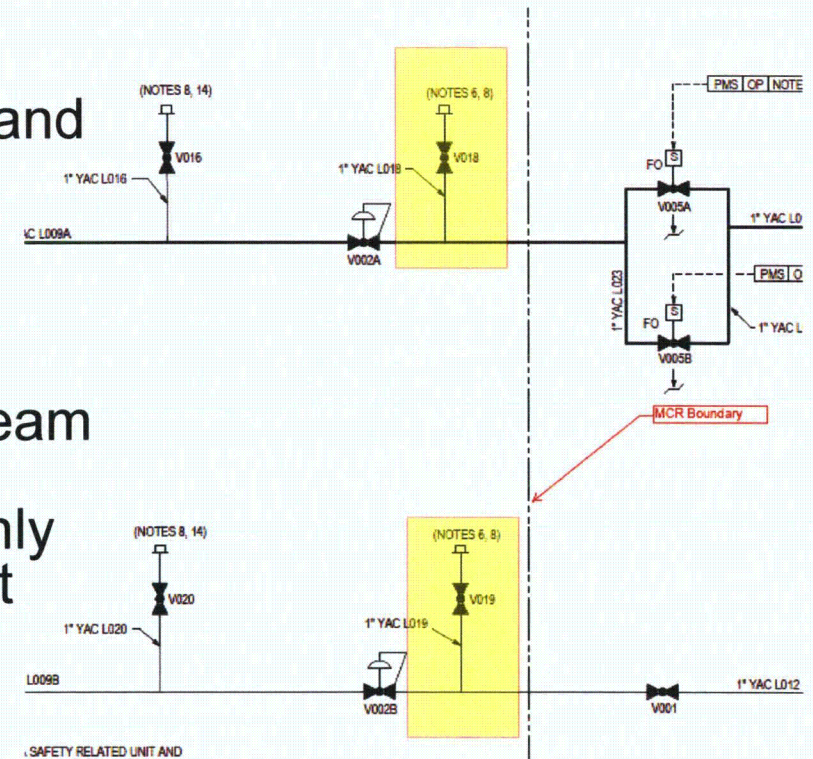 and
eam
nly
t
(NOTES 8, 14)
V016
1" YAC L016
L009A
V002A
(NOTES 6, 8)
V018
1" YAC L018
PMS OP NOTE
FO
S
V005A
1" YAC L0
1" YAC L023
PMS O
FO
S
V005B
1" YAC L
MCR Boundary
(NOTES 8, 14)
V020
1" YAC L020
L009B
V002B
(NOTES 6, 8)
V019
1" YAC L019
V001
1" YAC L012
SAFETY RELATED UNIT AND